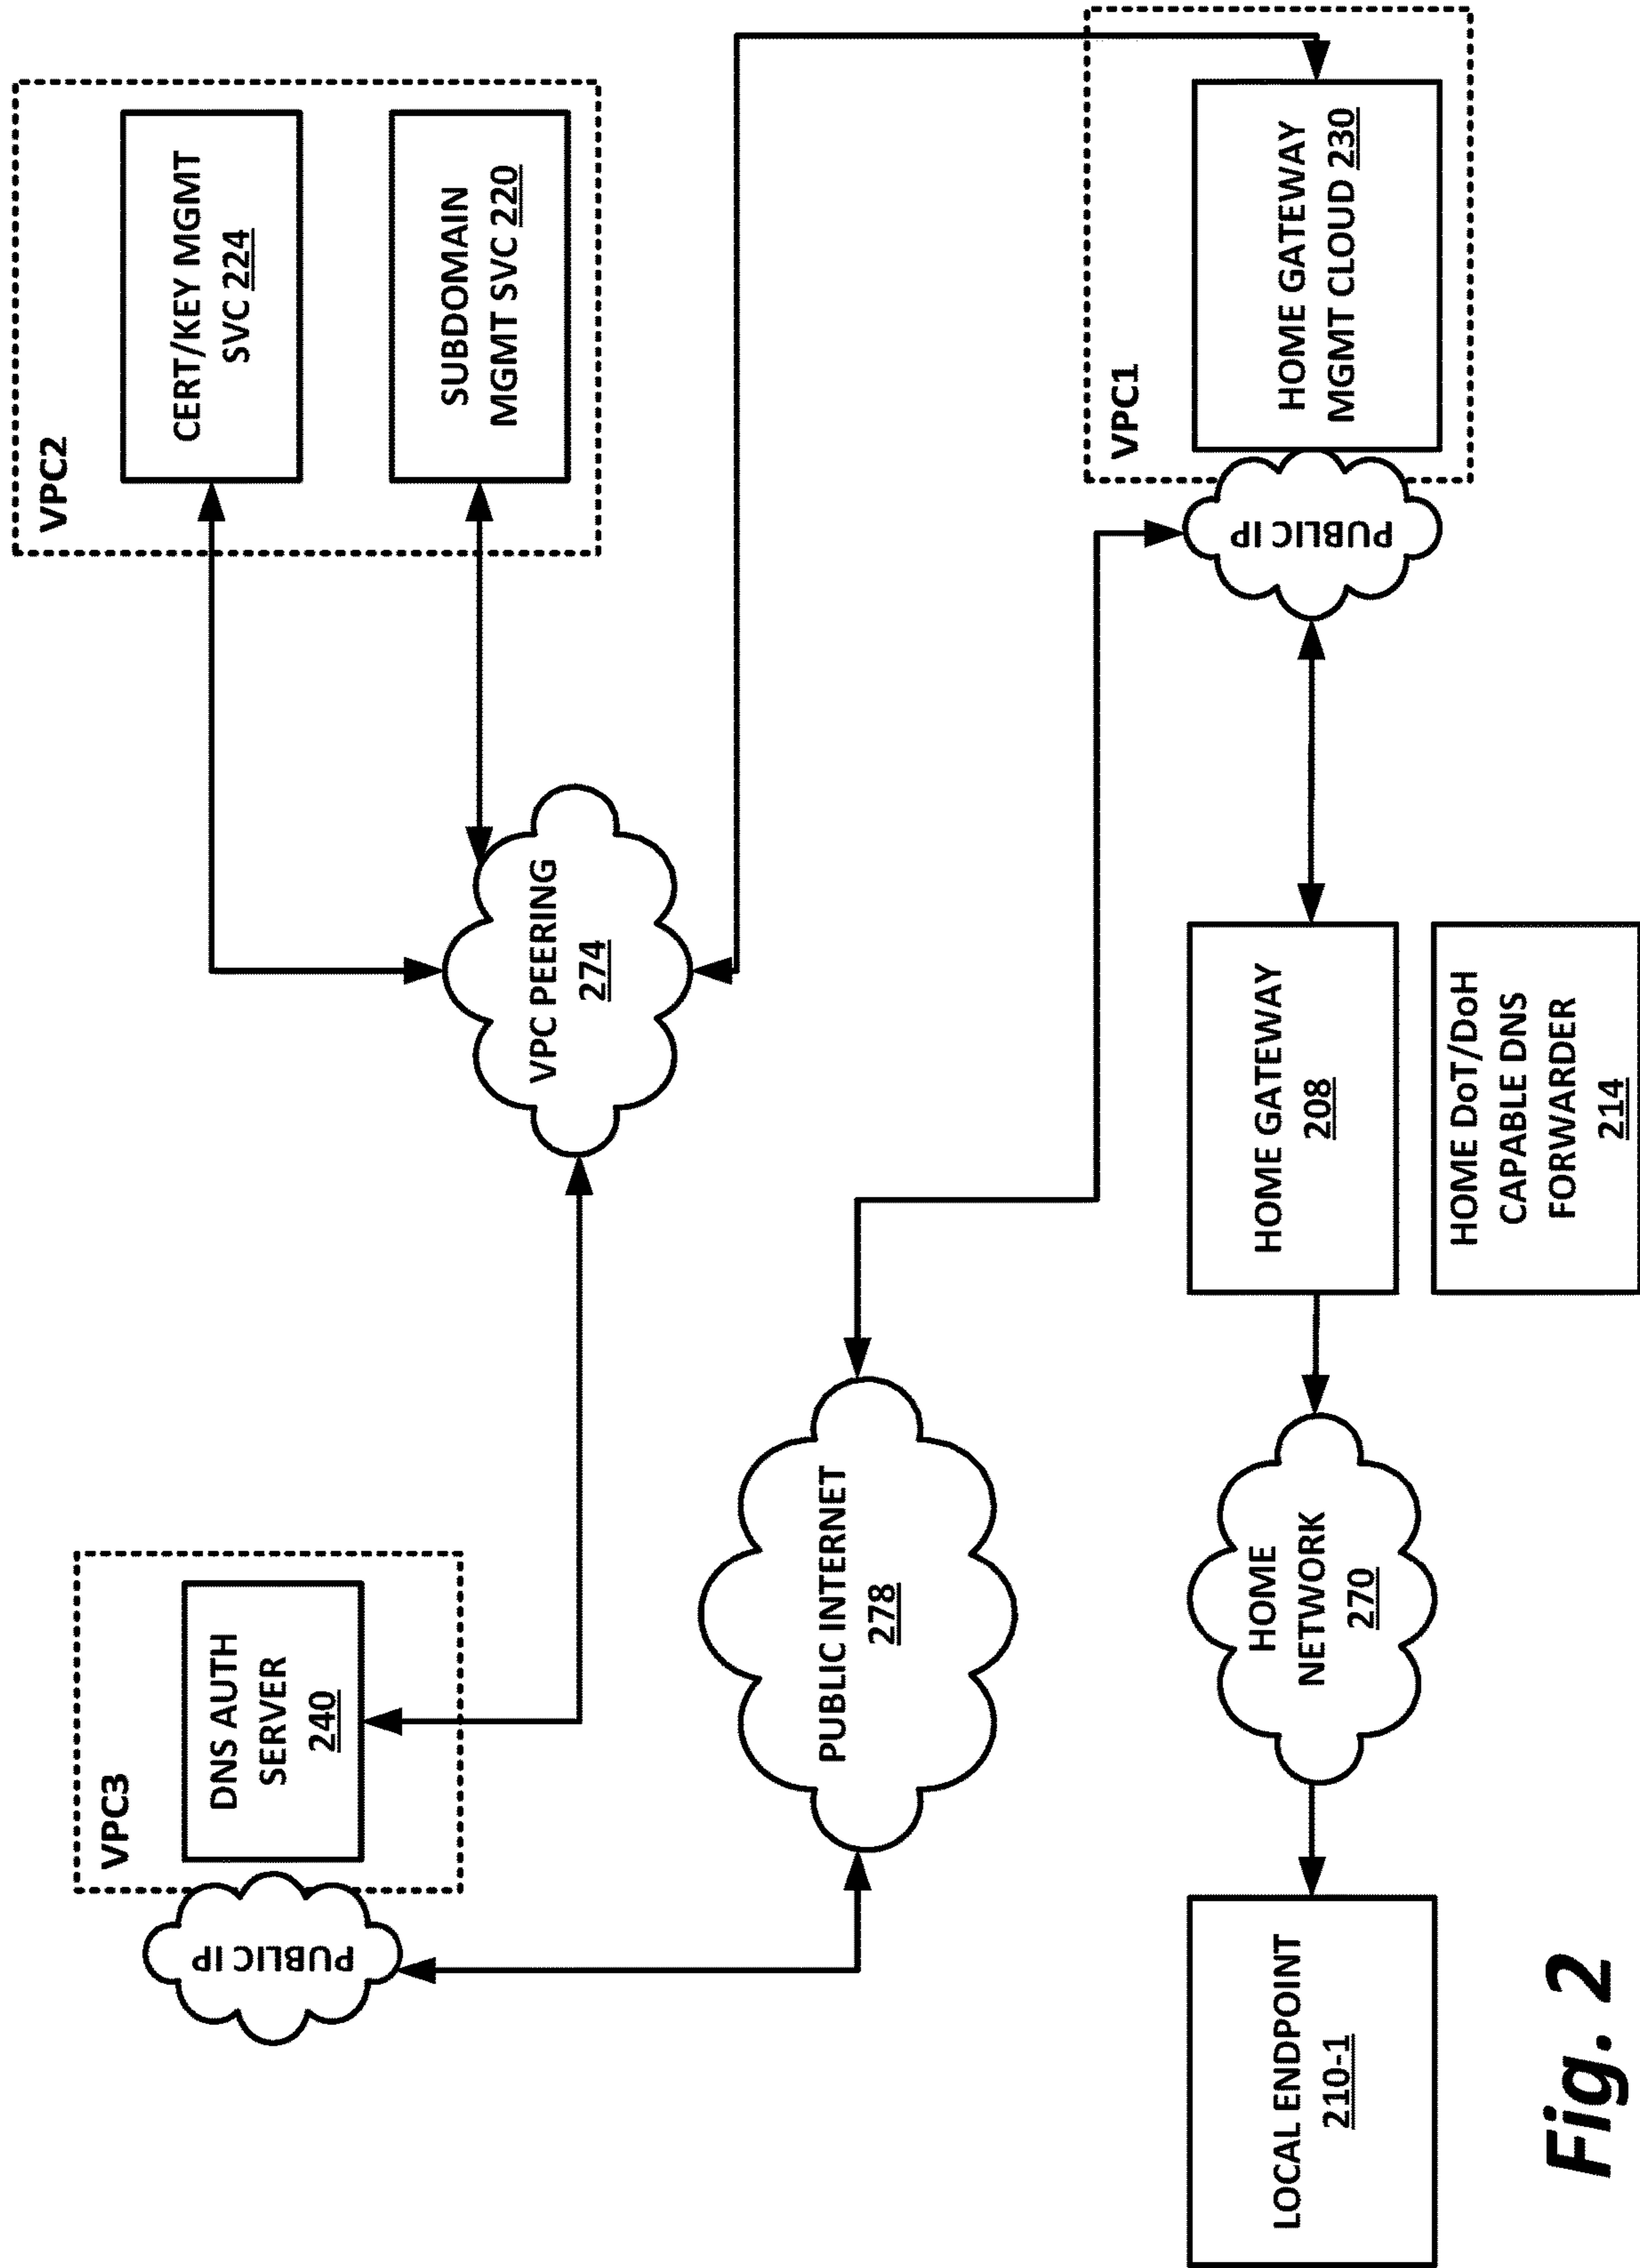 VPC3
DNS AUTH
SERVER
240
PUBLIC IP
VPC PEERING
274
VPC2
CERT/KEY MGMT
SVC 224
SUBDOMAIN
MGMT SVC 220
PUBLIC INTERNET
278
LOCAL ENDPOINT
210-1
HOME
NETWORK
270
HOME GATEWAY
208
HOME DoT/DoH
CAPABLE DNS
FORWARDER
214
PUBLIC IP
VPC1
HOME GATEWAY
MGMT CLOUD 230
Fig. 2